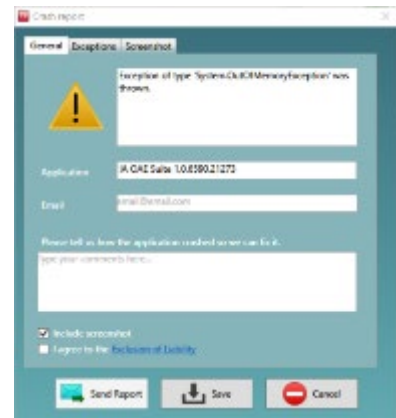 Crash report
General Exceptions Screenshot
Exception of type 'System.OutOfMemoryException' was
thrown.
Application
IA OAE Suite 1.0.6590.21273
Email
email@email.com
Please tell us how the application crashed so we can fix it.
Type your comments here...
Include screenshot
I agree to the Exclusion of Liability
Send Report Save Cancel